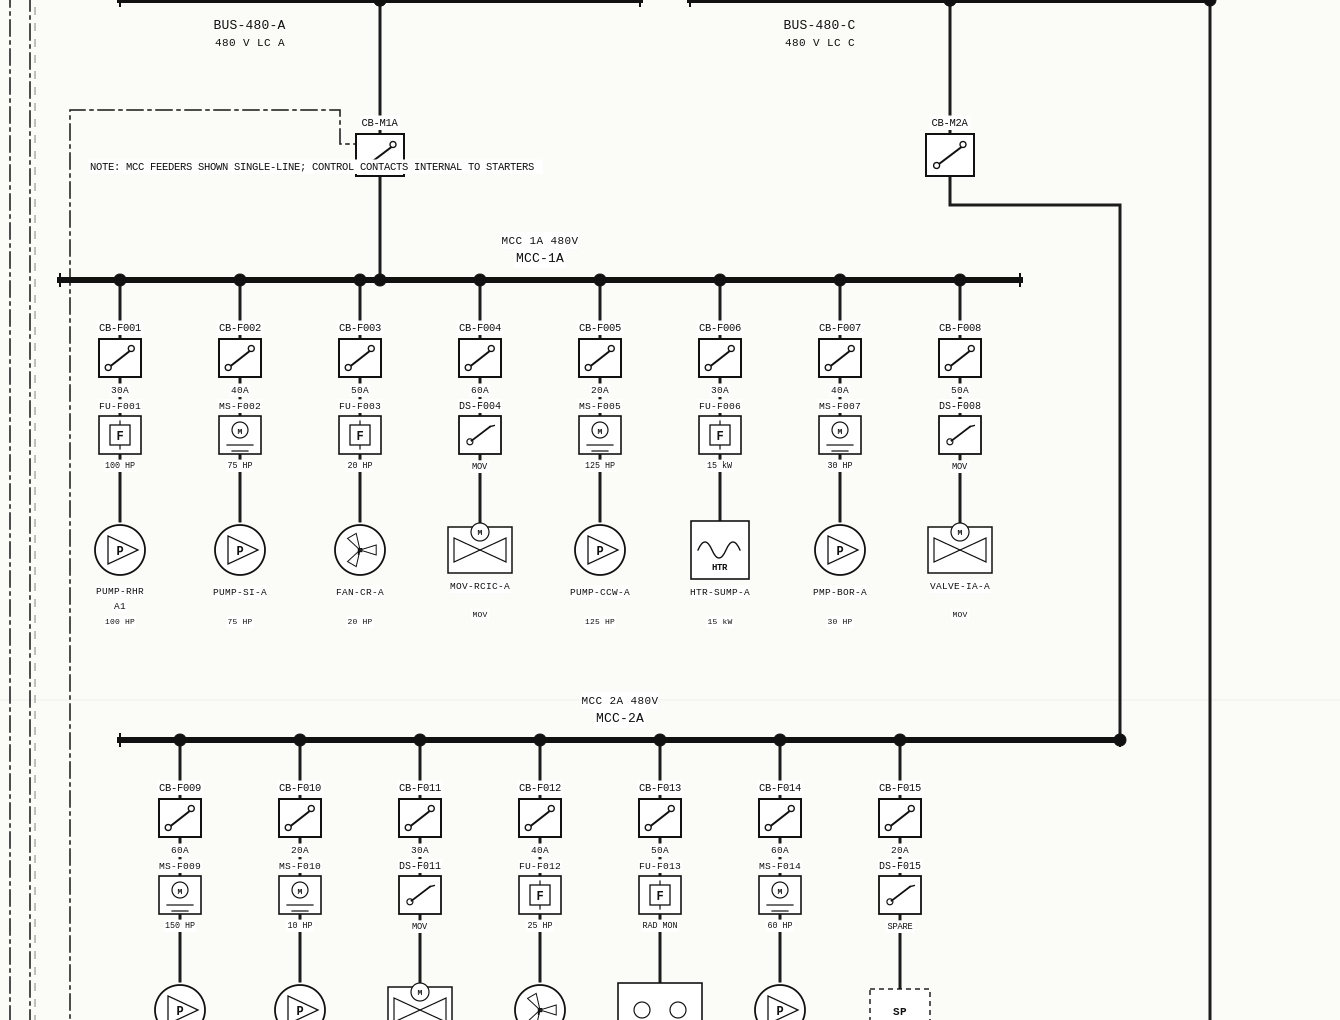 BUS-480-A
480 V LC A
BUS-480-C
480 V LC C
CB-M1A
CB-M2A
NOTE: MCC FEEDERS SHOWN SINGLE-LINE; CONTROL CONTACTS INTERNAL TO STARTERS
MCC 1A 480V
MCC-1A
CB-F001 CB-F002 CB-F003 CB-F004 CB-F005 CB-F006 CB-F007 CB-F008
30A 40A 50A 60A 20A 30A 40A 50A
FU-F001 MS-F002 FU-F003 DS-F004 MS-F005 FU-F006 MS-F007 DS-F008
F M F M F M
100 HP 75 HP 20 HP MOV 125 HP 15 kW 30 HP MOV
M M
P P P P
HTR
PUMP-RHR PUMP-SI-A FAN-CR-A MOV-RCIC-A PUMP-CCW-A HTR-SUMP-A PMP-BOR-A VALVE-IA-A
A1
100 HP 75 HP 20 HP MOV 125 HP 15 kW 30 HP MOV
MCC 2A 480V
MCC-2A
CB-F009 CB-F010 CB-F011 CB-F012 CB-F013 CB-F014 CB-F015
60A 20A 30A 40A 50A 60A 20A
MS-F009 MS-F010 DS-F011 FU-F012 FU-F013 MS-F014 DS-F015
M M F F M
150 HP 10 HP MOV 25 HP RAD MON 60 HP SPARE
M
P P P SP